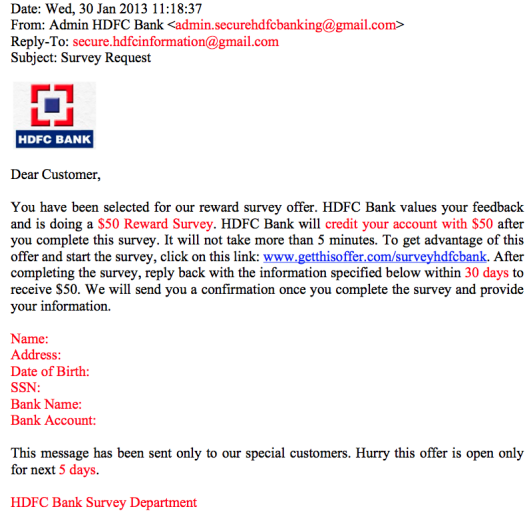 Date: Wed, 30 Jan 2013 11:18:37
From: Admin HDFC Bank <admin.securehdfcbanking@gmail.com>
Reply-To: secure.hdfcinformation@gmail.com
Subject: Survey Request
HDFC BANK
Dear Customer,
You have been selected for our reward survey offer. HDFC Bank values your feedback
and is doing a $50 Reward Survey. HDFC Bank will credit your account with $50 after
you complete this survey. It will not take more than 5 minutes. To get advantage of this
offer and start the survey, click on this link: www.getthisoffer.com/surveyhdfcbank. After
completing the survey, reply back with the information specified below within 30 days to
receive $50. We will send you a confirmation once you complete the survey and provide
your information.
Name:
Address:
Date of Birth:
SSN:
Bank Name:
Bank Account:
This message has been sent only to our special customers. Hurry this offer is open only
for next 5 days.
HDFC Bank Survey Department